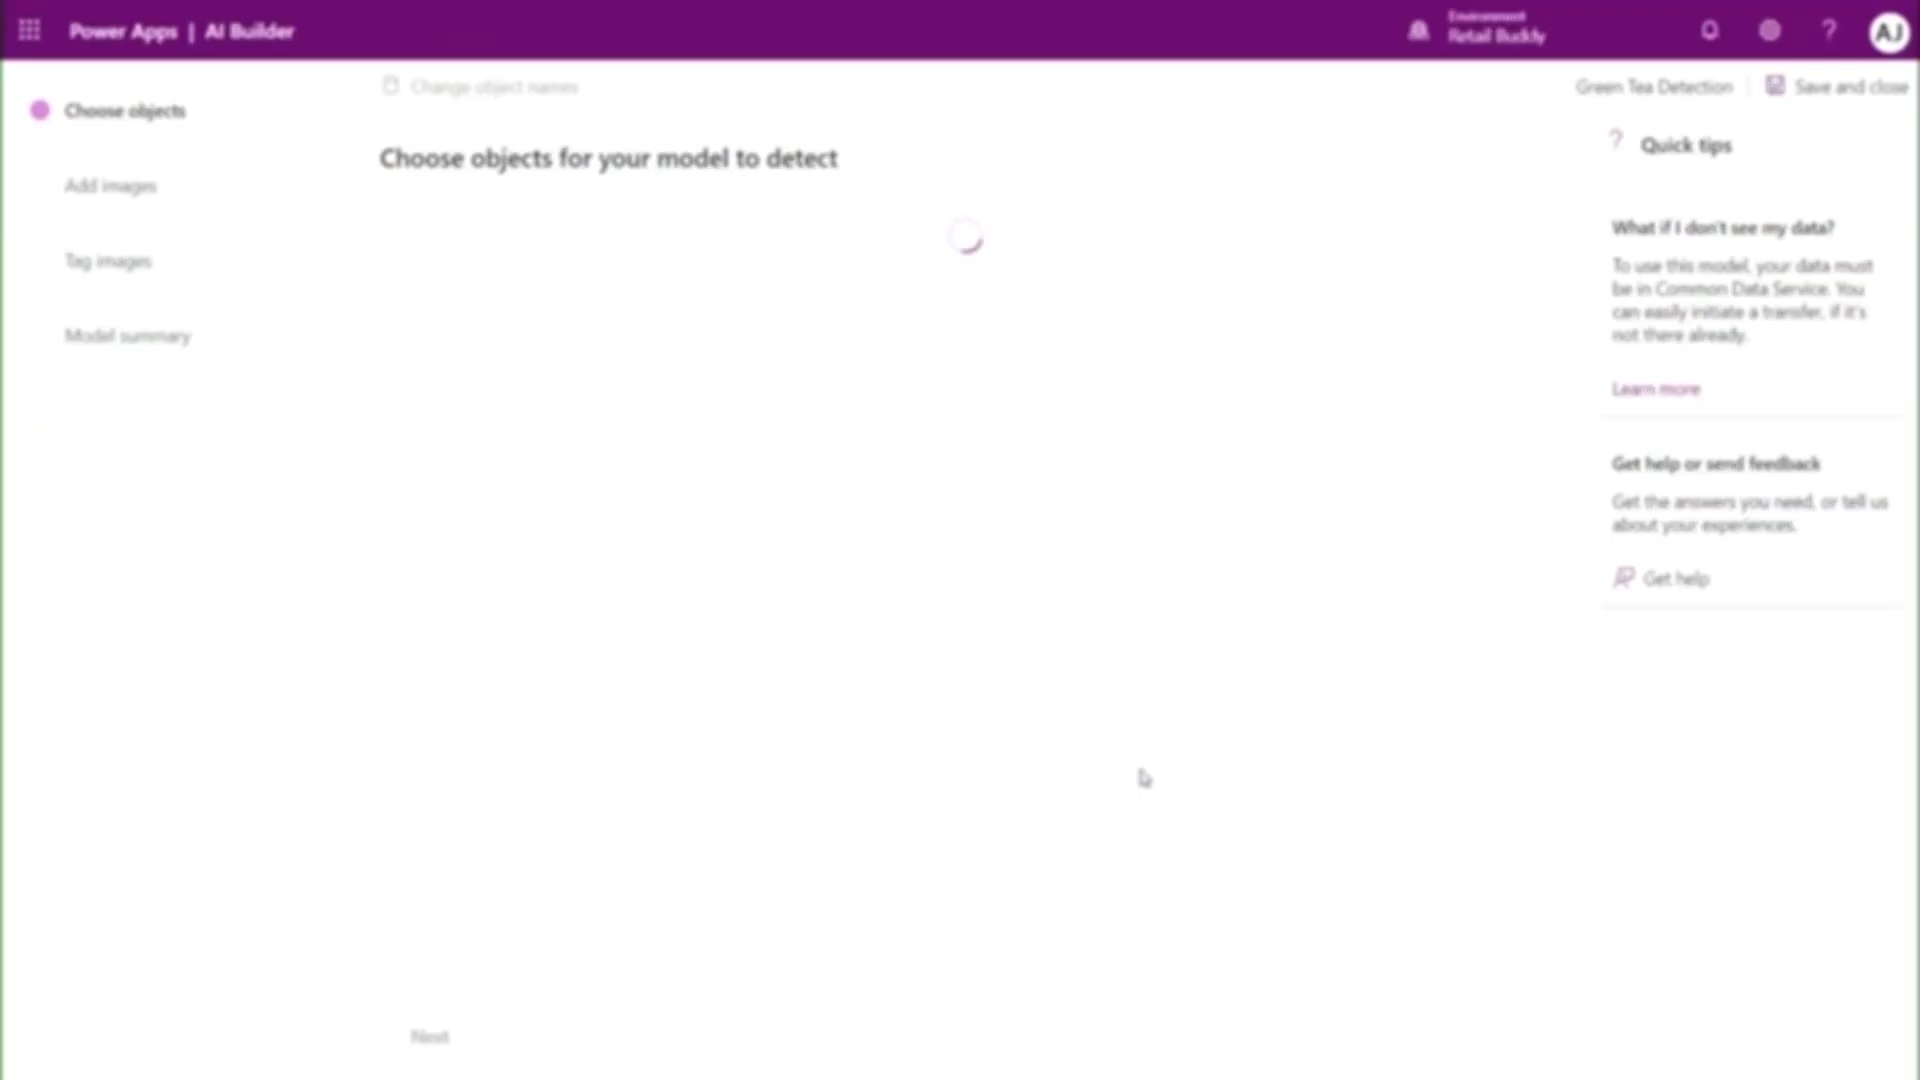 Power Apps | AI Builder
Environment
Retail Buddy
?
AJ
Choose objects
Add images
Tag images
Model summary
Change object names
Choose objects for your model to detect
Next
Green Tea Detection
Save and close
? Quick tips
What if I don't see my data?
To use this model, your data must
be in Common Data Service. You
can easily initiate a transfer, if it's
not there already.
Learn more
Get help or send feedback
Get the answers you need, or tell us
about your experiences.
Get help